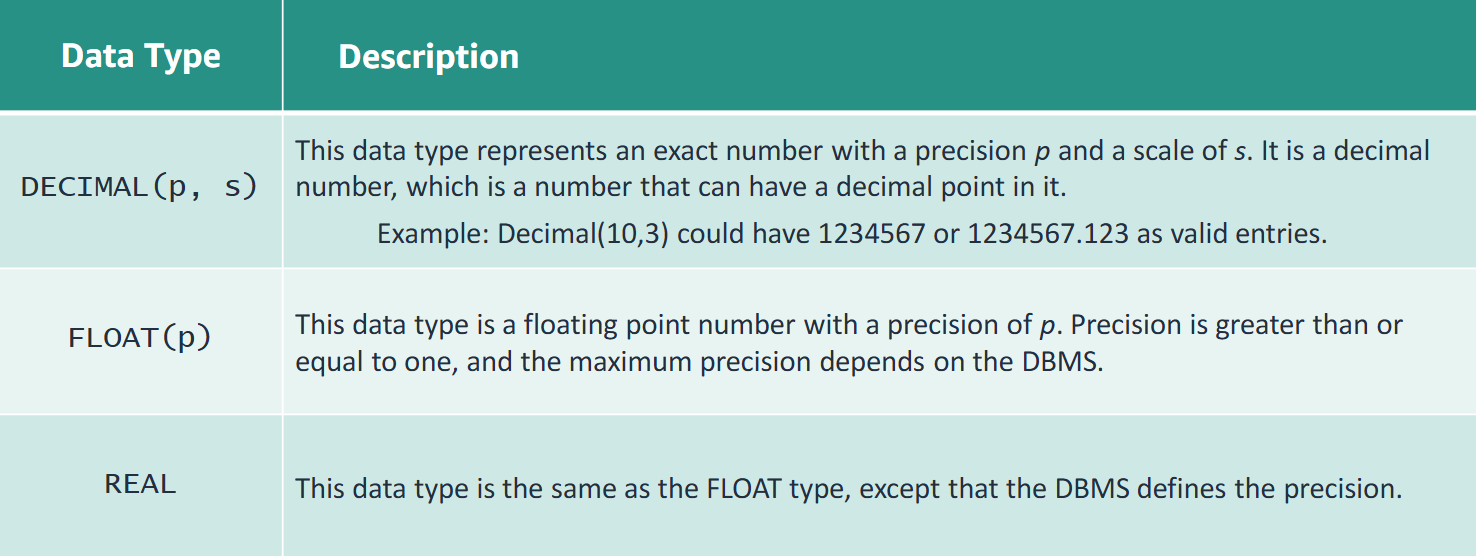 Data Type
Description
DECIMAL(p, s)
This data type represents an exact number with a precision p and a scale of s. It is a decimal
number, which is a number that can have a decimal point in it.
Example: Decimal(10,3) could have 1234567 or 1234567.123 as valid entries.
FLOAT(p)
This data type is a floating point number with a precision of p. Precision is greater than or
equal to one, and the maximum precision depends on the DBMS.
REAL
This data type is the same as the FLOAT type, except that the DBMS defines the precision.